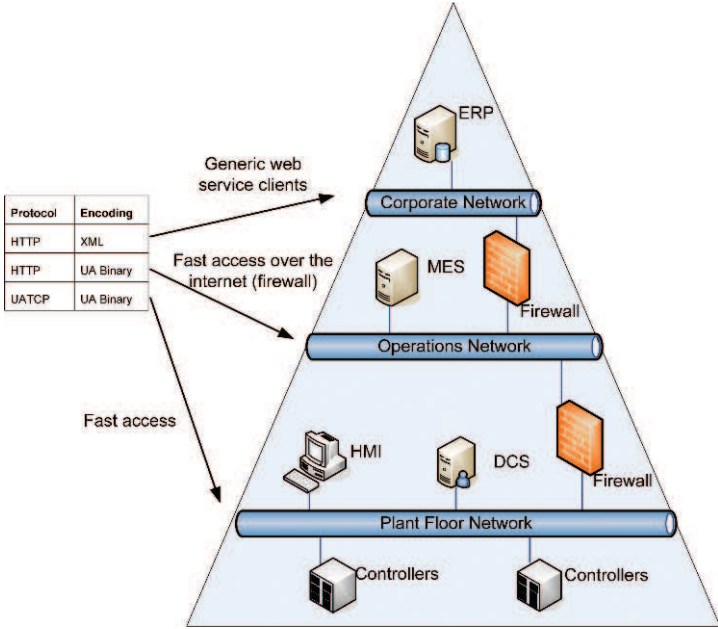 ERP
Generic web
service clients
Corporate Network
Protocol Encoding
HTTP XML
HTTP UA Binary
UATCP UA Binary
Fast access over the
internet (firewall)
MES
Firewall
Operations Network
Fast access
HMI
DCS
Firewall
Plant Floor Network
Controllers
Controllers